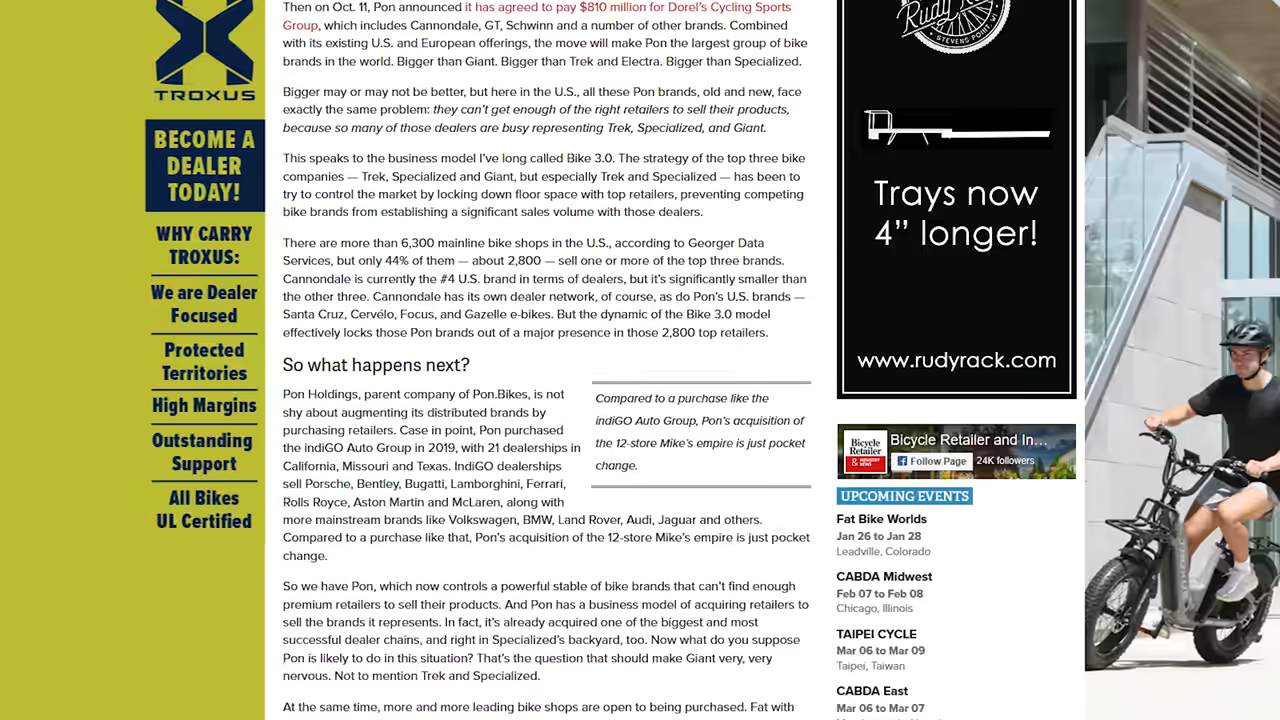 TROXUS
BECOME A
DEALER
TODAY!
WHY CARRY
TROXUS:
We are Dealer
Focused
Protected
Territories
High Margins
Outstanding
Support
All Bikes
UL Certified
Then on Oct. 11, Pon announced it has agreed to pay $810 million for Dorel's Cycling Sports
Group, which includes Cannondale, GT, Schwinn and a number of other brands. Combined
with its existing U.S. and European offerings, the move will make Pon the largest group of bike
brands in the world. Bigger than Giant. Bigger than Trek and Electra. Bigger than Specialized.
Bigger may or may not be better, but here in the U.S., all these Pon brands, old and new, face
exactly the same problem: they can't get enough of the right retailers to sell their products,
because so many of those dealers are busy representing Trek, Specialized, and Giant.
This speaks to the business model I've long called Bike 3.0. The strategy of the top three bike
companies — Trek, Specialized and Giant, but especially Trek and Specialized — has been to
try to control the market by locking down floor space with top retailers, preventing competing
bike brands from establishing a significant sales volume with those dealers.
There are more than 6,300 mainline bike shops in the U.S., according to Georger Data
Services, but only 44% of them — about 2,800 — sell one or more of the top three brands.
Cannondale is currently the #4 U.S. brand in terms of dealers, but it's significantly smaller than
the other three. Cannondale has its own dealer network, of course, as do Pon's U.S. brands —
Santa Cruz, Cervélo, Focus, and Gazelle e-bikes. But the dynamic of the Bike 3.0 model
effectively locks those Pon brands out of a major presence in those 2,800 top retailers.
So what happens next?
Pon Holdings, parent company of Pon.Bikes, is not
shy about augmenting its distributed brands by
purchasing retailers. Case in point, Pon purchased
the indiGO Auto Group in 2019, with 21 dealerships in
California, Missouri and Texas. IndiGO dealerships
sell Porsche, Bentley, Bugatti, Lamborghini, Ferrari,
Rolls Royce, Aston Martin and McLaren, along with
more mainstream brands like Volkswagen, BMW, Land Rover, Audi, Jaguar and others.
Compared to a purchase like that, Pon's acquisition of the 12-store Mike's empire is just pocket
change.
Compared to a purchase like the
indiGO Auto Group, Pon's acquisition of
the 12-store Mike's empire is just pocket
change.
So we have Pon, which now controls a powerful stable of bike brands that can't find enough
premium retailers to sell their products. And Pon has a business model of acquiring retailers to
sell the brands it represents. In fact, it's already acquired one of the biggest and most
successful dealer chains, and right in Specialized's backyard, too. Now what do you suppose
Pon is likely to do in this situation? That's the question that should make Giant very, very
nervous. Not to mention Trek and Specialized.
At the same time, more and more leading bike shops are open to being purchased. Fat with
STEVENS POINT, WI
Trays now
4” longer!
www.rudyrack.com
Bicycle
Retailer
Bicycle Retailer and In...
Follow Page
24K followers
UPCOMING EVENTS
Fat Bike Worlds
Jan 26 to Jan 28
Leadville, Colorado
CABDA Midwest
Feb 07 to Feb 08
Chicago, Illinois
TAIPEI CYCLE
Mar 06 to Mar 09
Taipei, Taiwan
CABDA East
Mar 06 to Mar 07